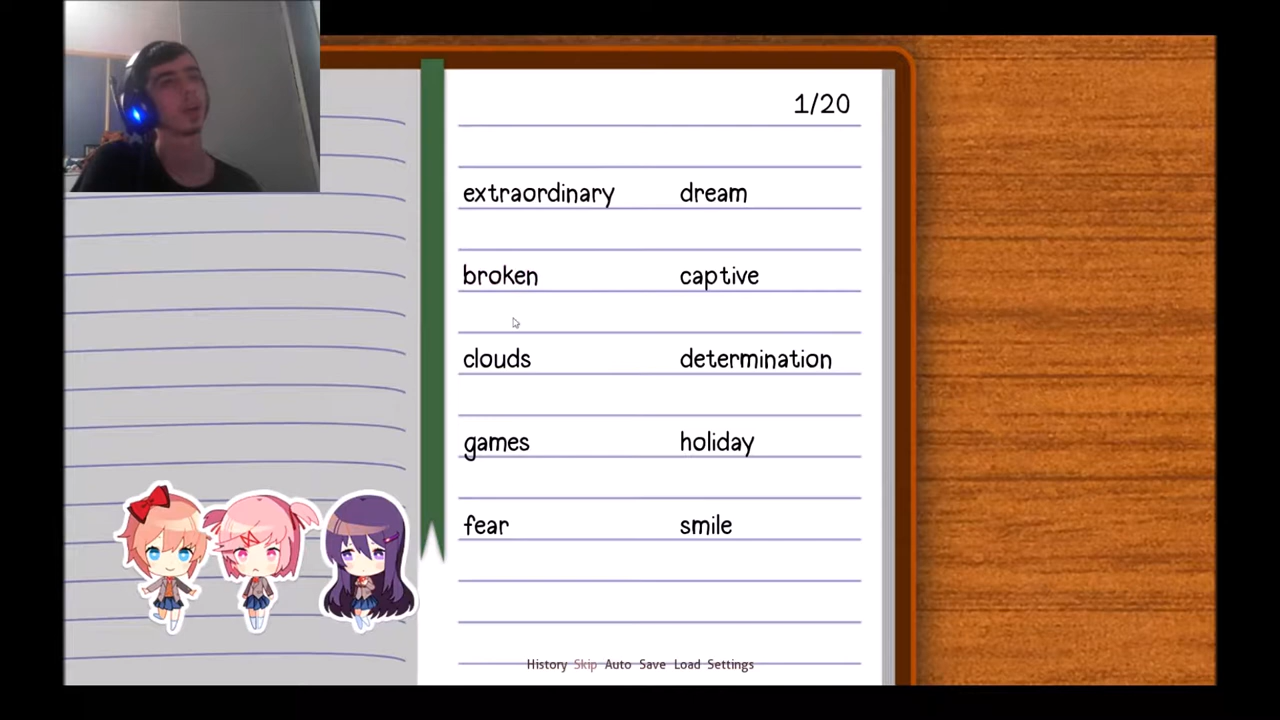 1/20
extraordinary dream
broken captive
clouds determination
games holiday
fear smile
History Skip Auto Save Load Settings